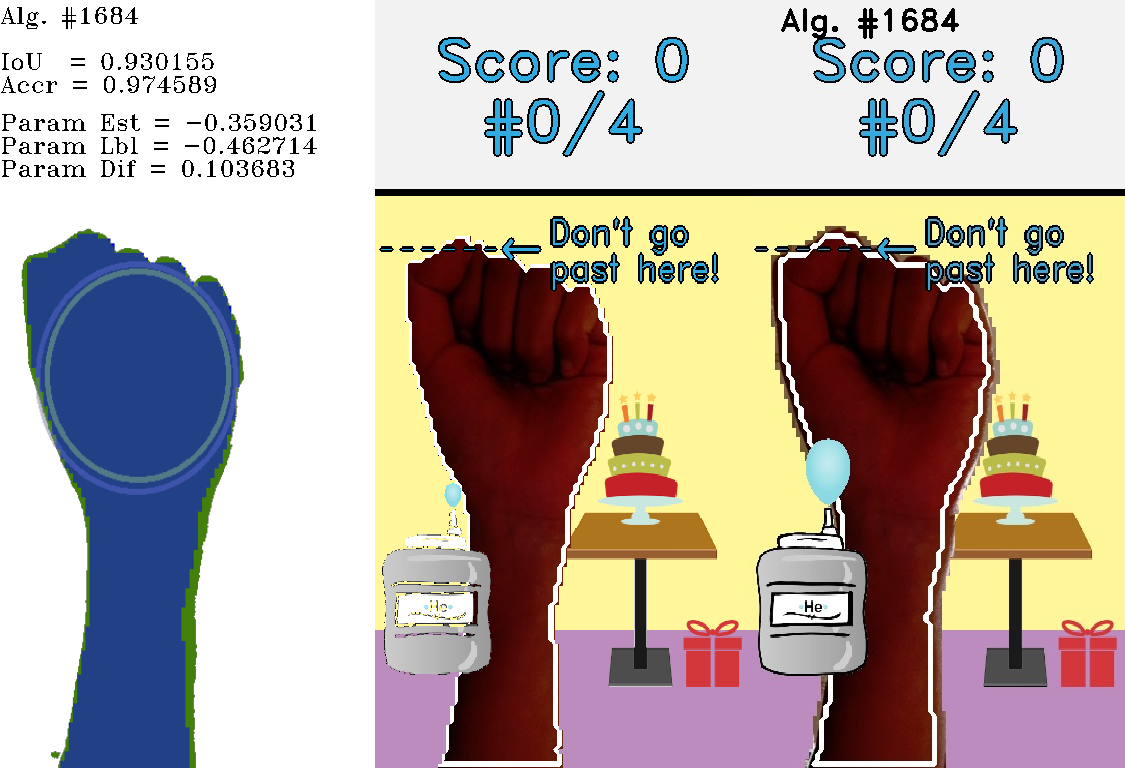 Alg. #1684
IoU = 0.930155
Accr = 0.974589
Param Est = −0.359031
Param Lbl = −0.462714
Param Dif = 0.103683
Score: 0
#0/4
Don't go
past here!
He
Alg. #1684
Score: 0
#0/4
Don't go
past here!
He